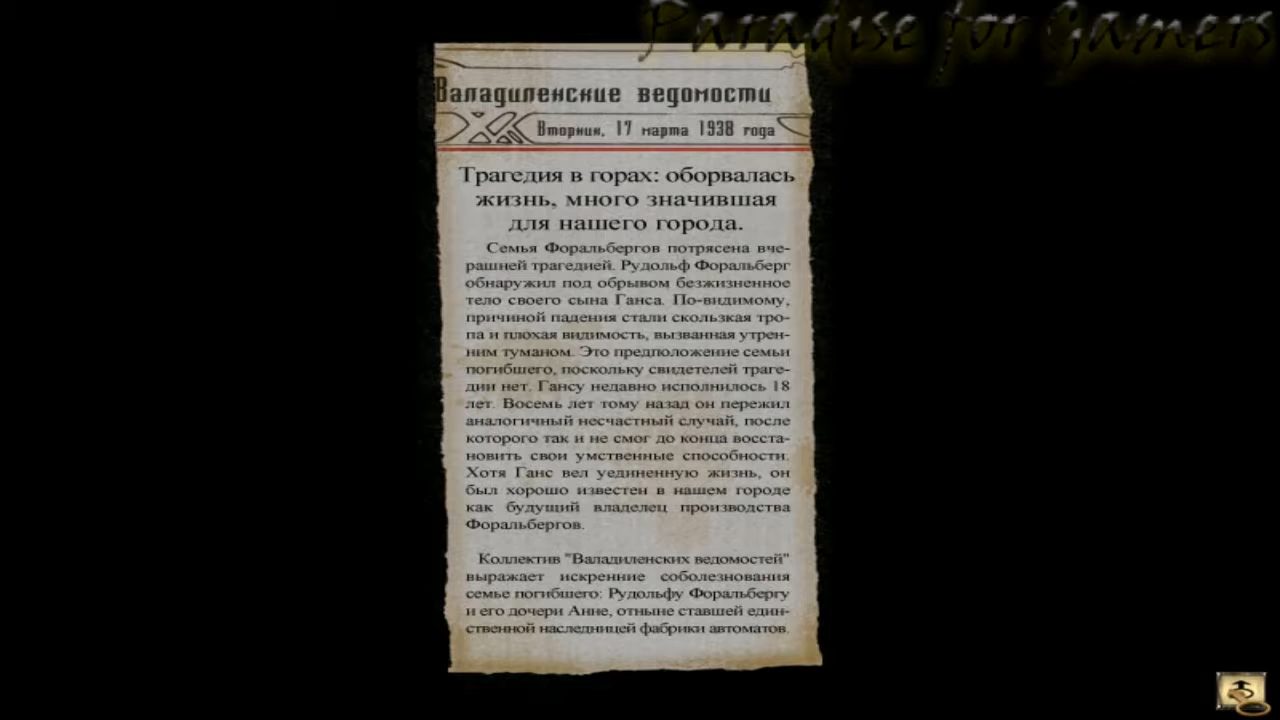 Paradise for Gamers
Валадиленские ведомости
Вторник, 17 марта 1938 года
Трагедия в горах: оборвалась
жизнь, много значившая
для нашего города.
Семья Форальбергов потрясена вче-
рашней трагедией. Рудольф Форальберг
обнаружил под обрывом безжизненное
тело своего сына Ганса. По-видимому,
причиной падения стали скользкая тро-
па и плохая видимость, вызванная утрен-
ним туманом. Это предположение семьи
погибшего, поскольку свидетелей траге-
дии нет. Гансу недавно исполнилось 18
лет. Восемь лет тому назад он пережил
аналогичный несчастный случай, после
которого так и не смог до конца восста-
новить свои умственные способности.
Хотя Ганс вел уединенную жизнь, он
был хорошо известен в нашем городе
как будущий владелец производства
Форальбергов.
Коллектив "Валадиленских ведомостей"
выражает искренние соболезнования
семье погибшего: Рудольфу Форальбергу
и его дочери Анне, отныне ставшей един-
ственной наследницей фабрики автоматов.